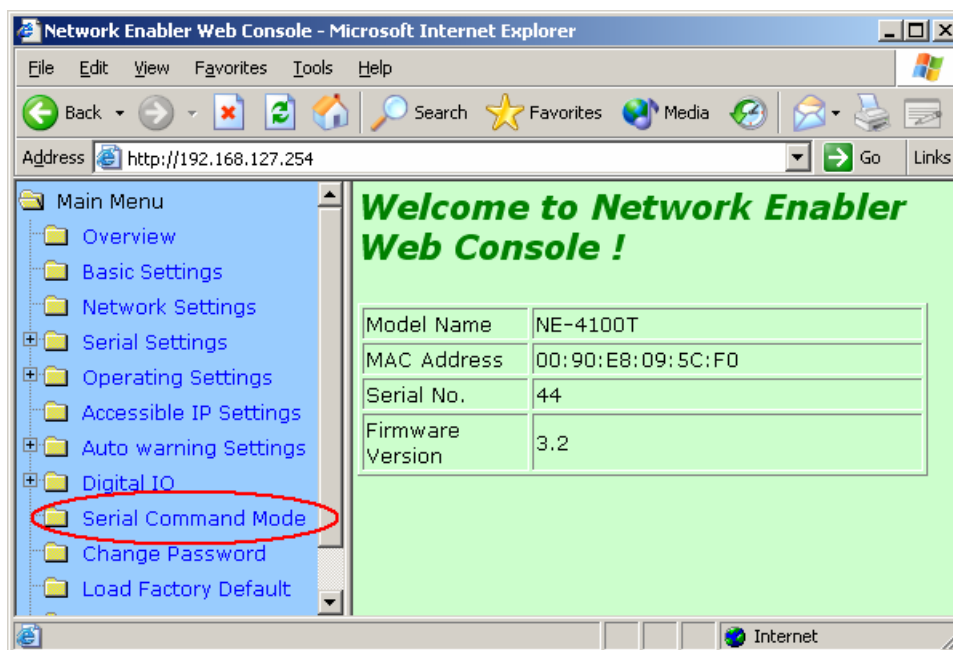 Network Enabler Web Console - Microsoft Internet Explorer
File Edit View Favorites Tools Help
Back Search Favorites Media
Address http://192.168.127.254 Go Links
Main Menu
Overview
Basic Settings
Network Settings
Serial Settings
Operating Settings
Accessible IP Settings
Auto warning Settings
Digital IO
Serial Command Mode
Change Password
Load Factory Default
Welcome to Network Enabler
Web Console !
Model Name NE-4100T
MAC Address 00:90:E8:09:5C:F0
Serial No. 44
Firmware
Version 3.2
Internet